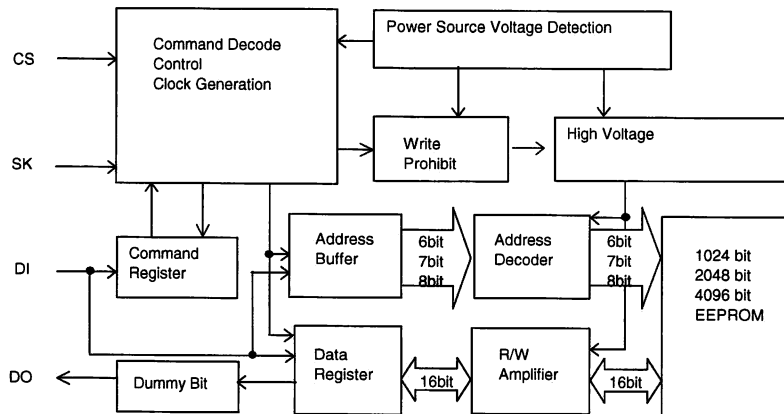 CS
SK
DI
DO
Command Decode
Control
Clock Generation
Power Source Voltage Detection
Write
Prohibit
High Voltage
Command
Register
Address
Buffer
6bit
7bit
8bit
Address
Decoder
6bit
7bit
8bit
1024 bit
2048 bit
4096 bit
EEPROM
Dummy Bit
Data
Register
16bit
R/W
Amplifier
16bit